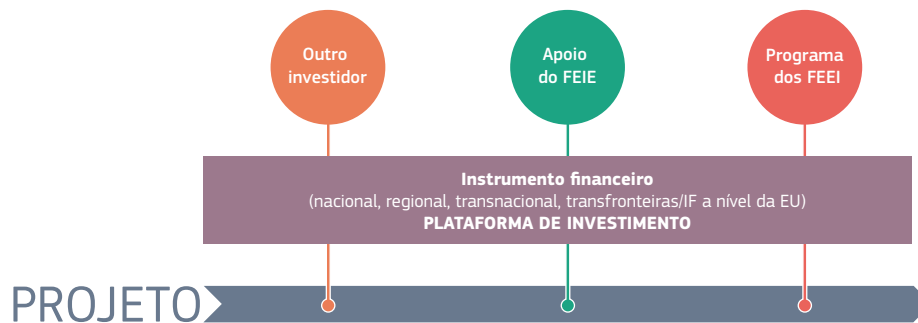 Outro
investidor
Apoio
do FEIE
Programa
dos FEEI
Instrumento financeiro
(nacional, regional, transnacional, transfronteiras/IF a nível da EU)
PLATAFORMA DE INVESTIMENTO
PROJETO